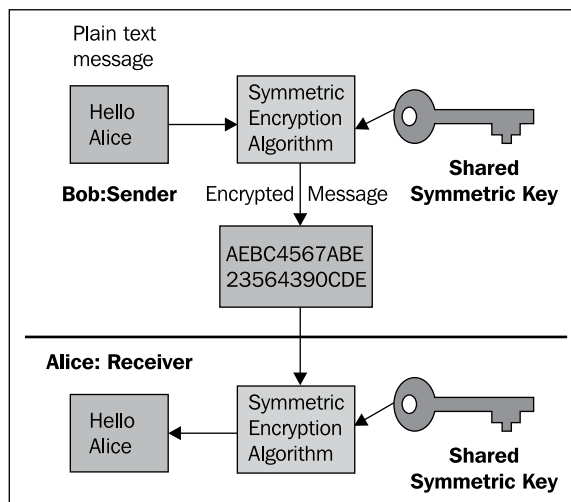 Plain text
message
Hello
Alice
Symmetric
Encryption
Algorithm
Bob:Sender
Shared
Symmetric Key
Encrypted Message
AEBC4567ABE
23564390CDE
Alice: Receiver
Hello
Alice
Symmetric
Encryption
Algorithm
Shared
Symmetric Key